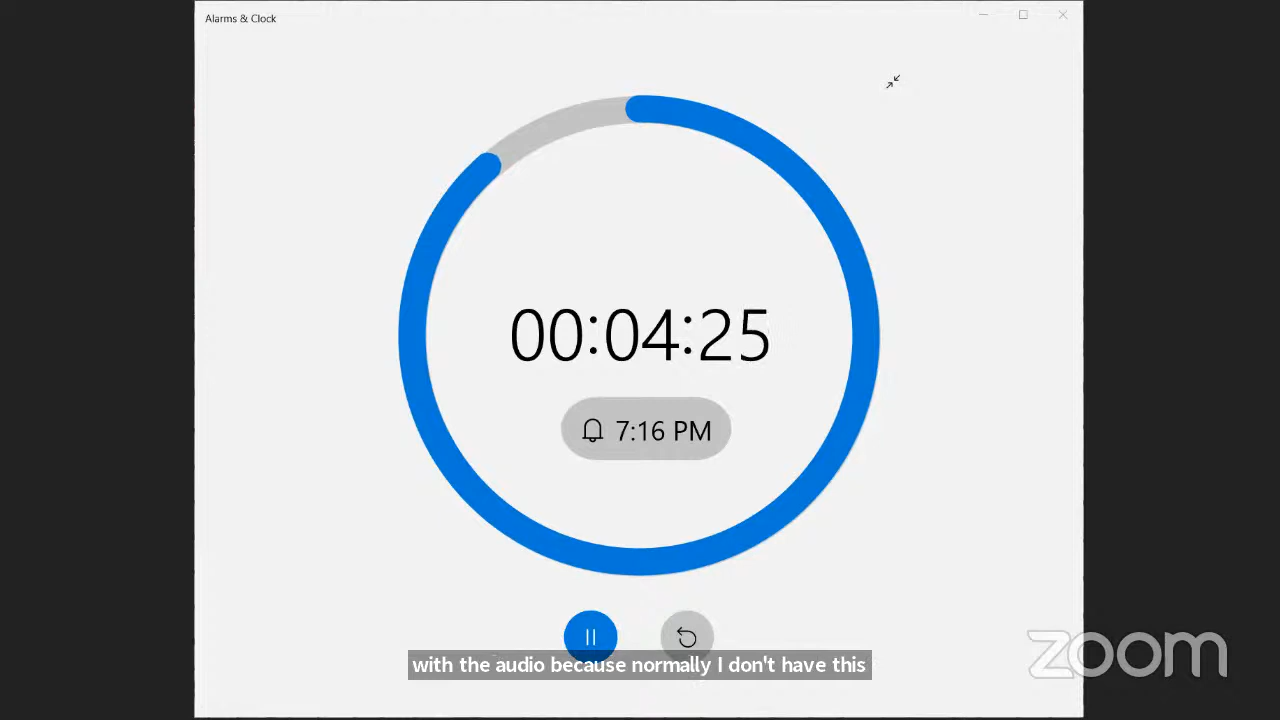 Alarms & Clock
00:04:25
7:16 PM
with the audio because normally I don't have this
zoom